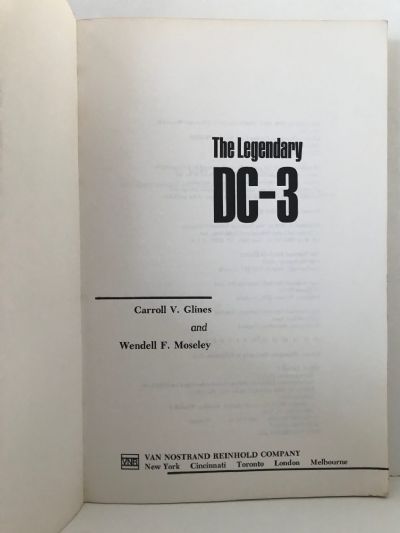 The Legendary
DC-3
Carroll V. Glines
and
Wendell F. Moseley
VNR
VAN NOSTRAND REINHOLD COMPANY
New York Cincinnati Toronto London Melbourne